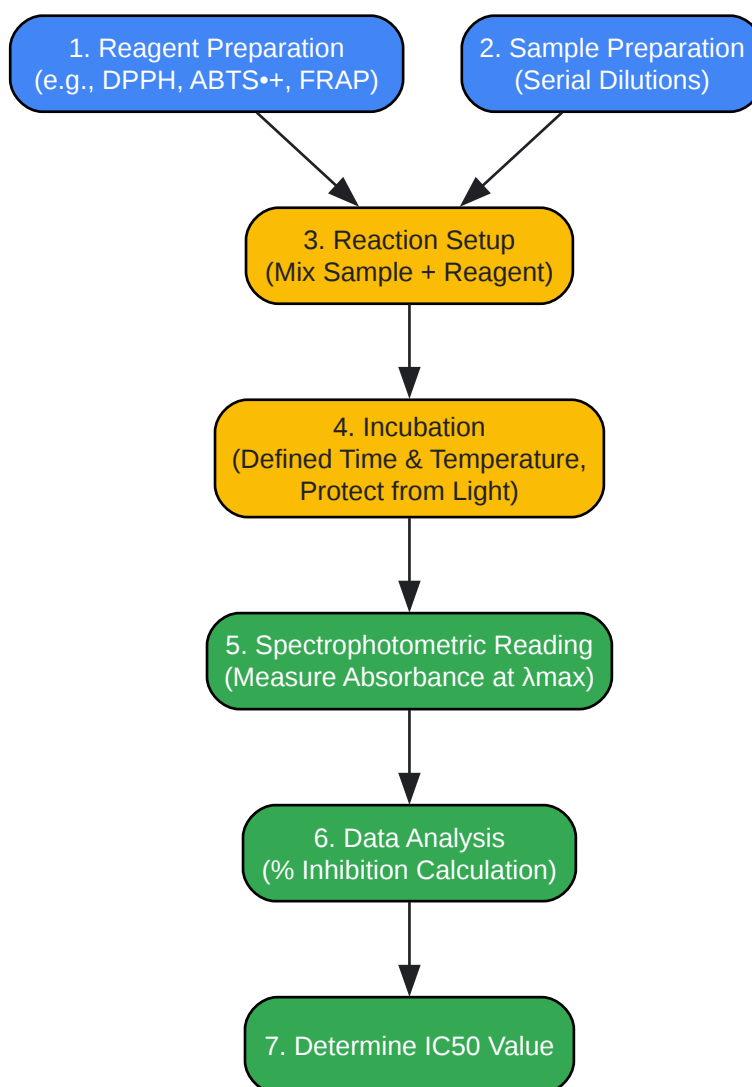 1. Reagent Preparation
(e.g., DPPH, ABTS•+, FRAP)
2. Sample Preparation
(Serial Dilutions)
3. Reaction Setup
(Mix Sample + Reagent)
4. Incubation
(Defined Time & Temperature,
Protect from Light)
5. Spectrophotometric Reading
(Measure Absorbance at λmax)
6. Data Analysis
(% Inhibition Calculation)
7. Determine IC50 Value